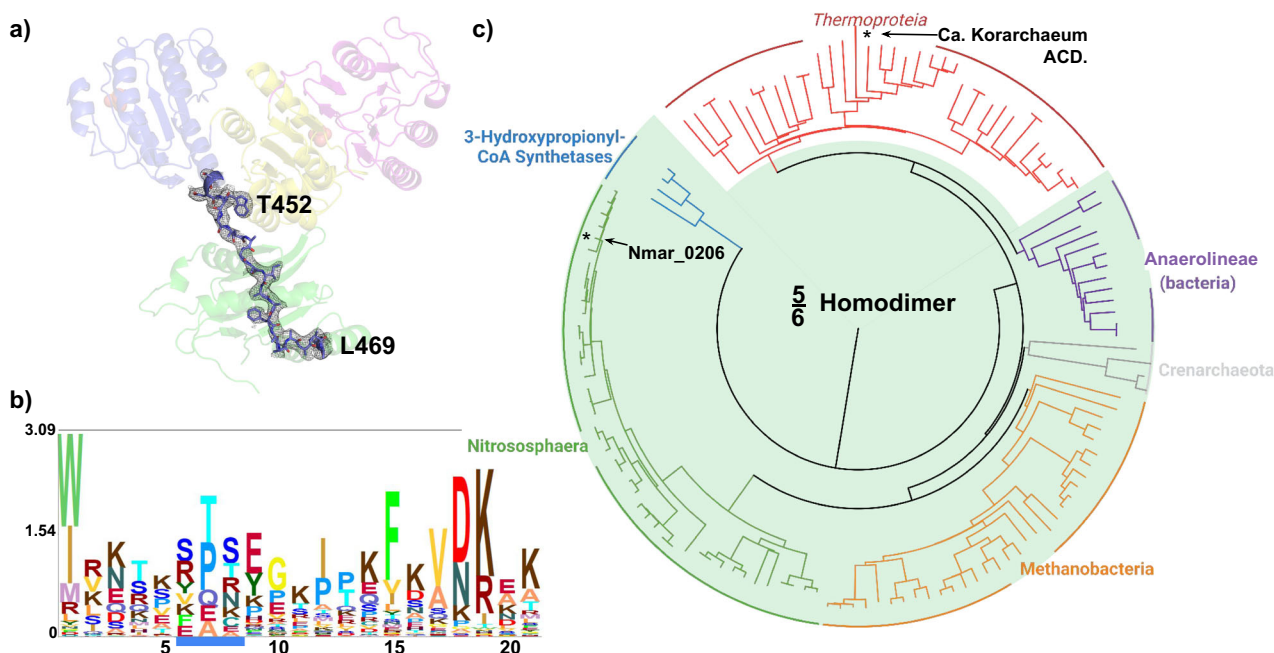 a)
T452
L469
b)
3.09
1.54
0
5
10
15
20
c)
Thermoproteia
*
Ca. Korarchaeum
ACD.
3-Hydroxypropionyl-
CoA Synthetases
*
Nmar_0206
5
6
Homodimer
Anaerolineae
(bacteria)
Crenarchaeota
Nitrososphaera
Methanobacteria